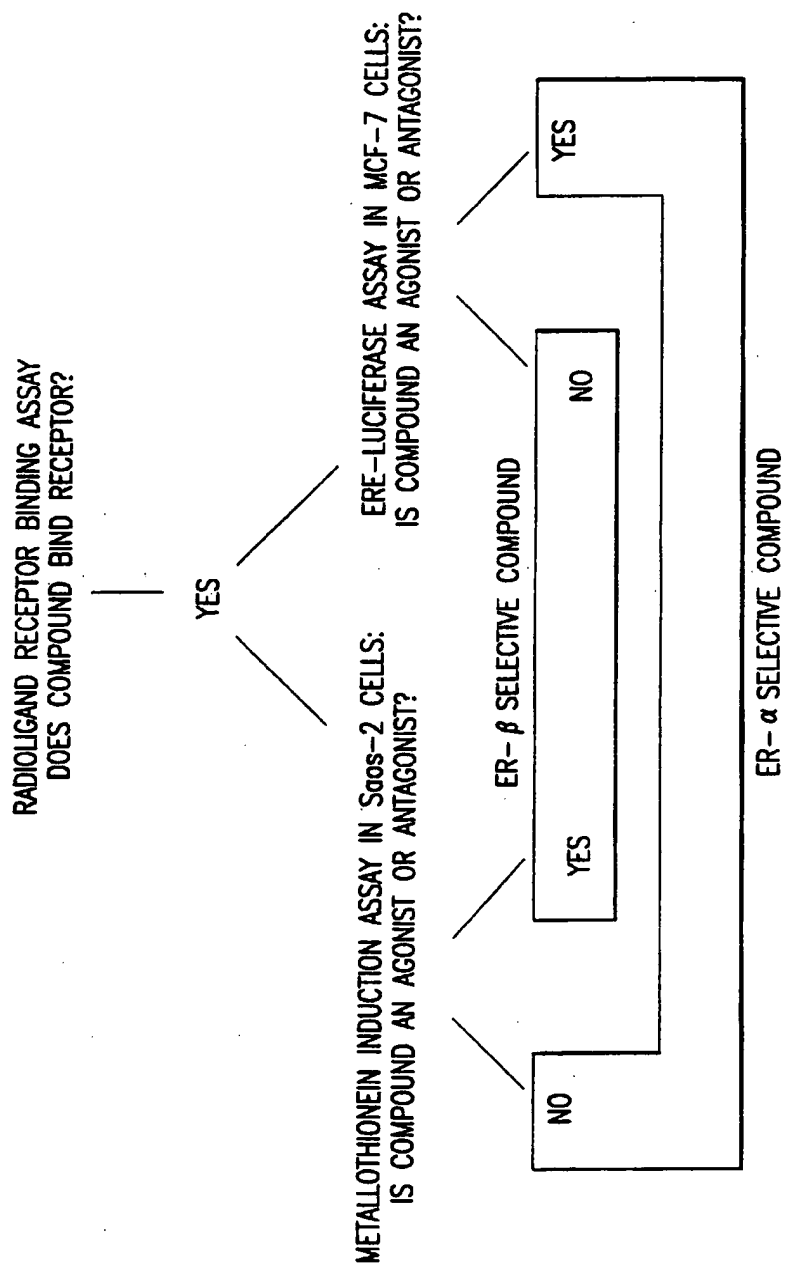 RADIOLIGAND RECEPTOR BINDING ASSAY
DOES COMPOUND BIND RECEPTOR?
YES
METALLOTHIONEIN INDUCTION ASSAY IN Saos-2 CELLS:
IS COMPOUND AN AGONIST OR ANTAGONIST?
ERE-LUCIFERASE ASSAY IN MCF-7 CELLS:
IS COMPOUND AN AGONIST OR ANTAGONIST?
NO
YES
ER-β SELECTIVE COMPOUND
NO
YES
ER-α SELECTIVE COMPOUND